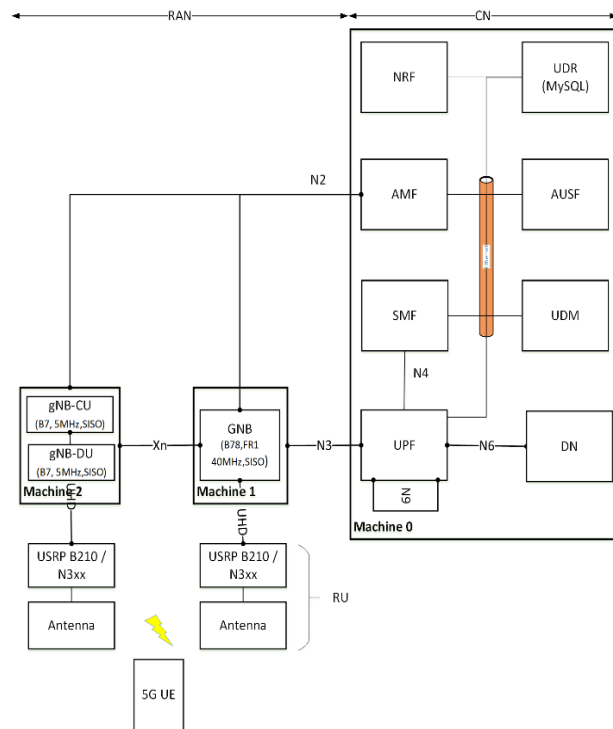 RAN
CN
NRF
UDR
(MySQL)
N2
AMF
AUSF
SMF
UDM
N4
gNB-CU
(B7, 5MHz,SISO)
gNB-DU
(B7, 5MHz,SISO)
Machine 2
Xn
GNB
(B78,FR1
40MHz,SISO)
Machine 1
N3
UPF
N6
DN
N9
Machine 0
UHD
UHD
USRP B210 /
N3xx
USRP B210 /
N3xx
RU
Antenna
Antenna
5G UE